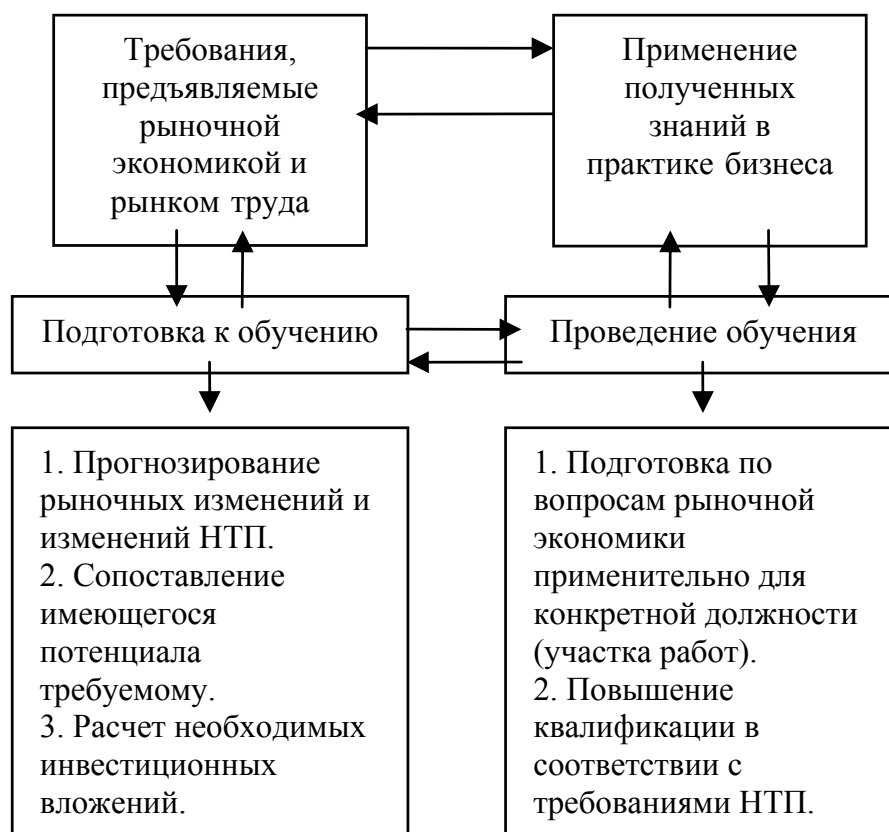 Требования,
предъявляемые
рыночной
экономикой и
рынком труда
Применение
полученных
знаний в
практике бизнеса
Подготовка к обучению
Проведение обучения
1. Прогнозирование
рыночных изменений и
изменений НТП.
2. Сопоставление
имеющегося
потенциала
требуемому.
3. Расчет необходимых
инвестиционных
вложений.
1. Подготовка по
вопросам рыночной
экономики
применительно для
конкретной должности
(участка работ).
2. Повышение
квалификации в
соответствии с
требованиями НТП.